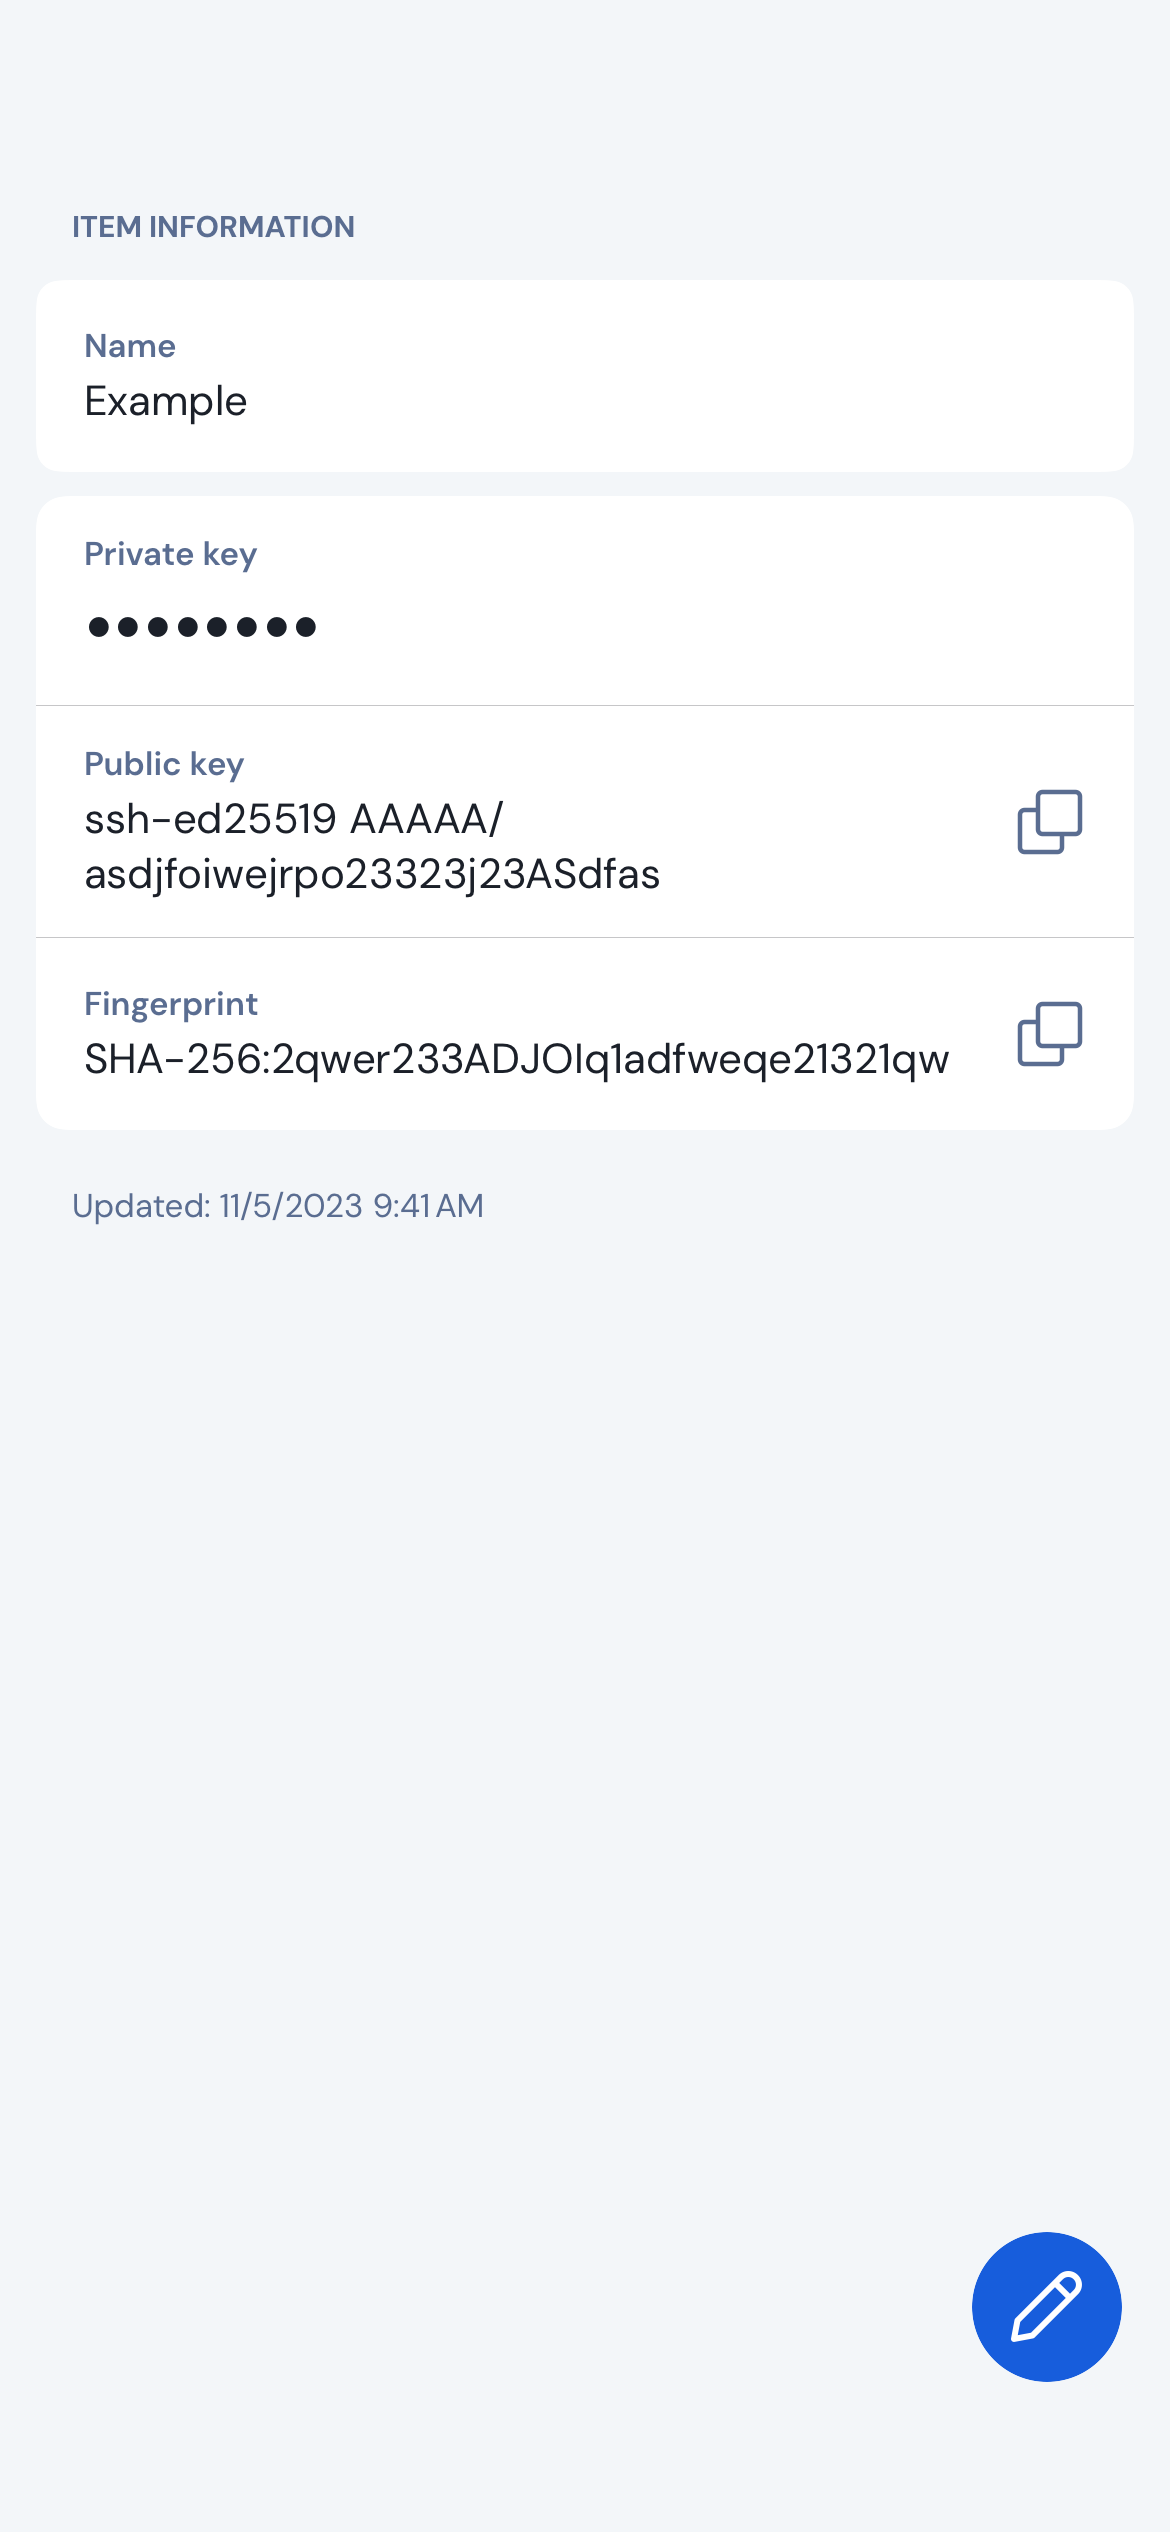 ITEM INFORMATION
Name
Example
Private key
●●●●●●●●
Public key
ssh-ed25519 AAAAA/
asdjfoiwejrpo23323j23ASdfas
Fingerprint
SHA-256:2qwer233ADJOIq1adfweqe21321qw
Updated: 11/5/2023 9:41 AM